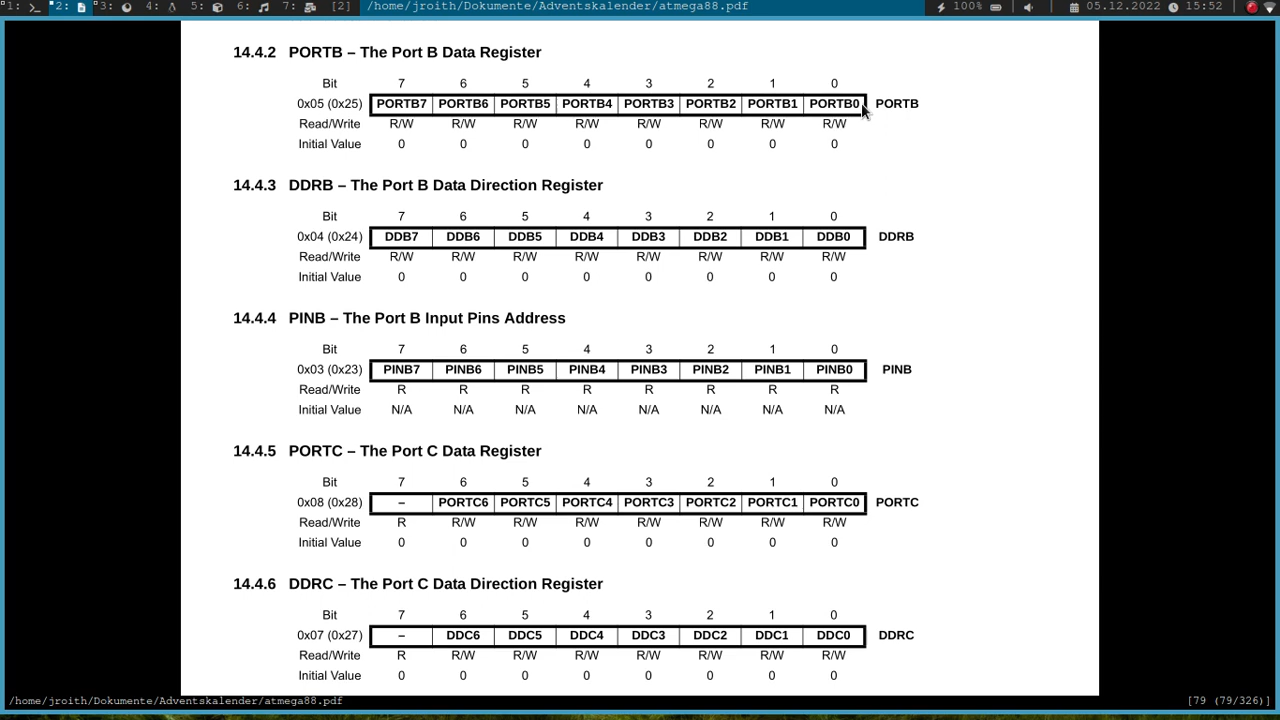 1: 2: 3: 4: 5: 6: 7: [2] /home/jroith/Dokumente/Adventskalender/atmega88.pdf 100% 05.12.2022 15:52
14.4.2 PORTB – The Port B Data Register
Bit 7 6 5 4 3 2 1 0
0x05 (0x25) PORTB7 PORTB6 PORTB5 PORTB4 PORTB3 PORTB2 PORTB1 PORTB0 PORTB
Read/Write R/W R/W R/W R/W R/W R/W R/W R/W
Initial Value 0 0 0 0 0 0 0 0
14.4.3 DDRB – The Port B Data Direction Register
Bit 7 6 5 4 3 2 1 0
0x04 (0x24) DDB7 DDB6 DDB5 DDB4 DDB3 DDB2 DDB1 DDB0 DDRB
Read/Write R/W R/W R/W R/W R/W R/W R/W R/W
Initial Value 0 0 0 0 0 0 0 0
14.4.4 PINB – The Port B Input Pins Address
Bit 7 6 5 4 3 2 1 0
0x03 (0x23) PINB7 PINB6 PINB5 PINB4 PINB3 PINB2 PINB1 PINB0 PINB
Read/Write R R R R R R R R
Initial Value N/A N/A N/A N/A N/A N/A N/A N/A
14.4.5 PORTC – The Port C Data Register
Bit 7 6 5 4 3 2 1 0
0x08 (0x28) – PORTC6 PORTC5 PORTC4 PORTC3 PORTC2 PORTC1 PORTC0 PORTC
Read/Write R R/W R/W R/W R/W R/W R/W R/W
Initial Value 0 0 0 0 0 0 0 0
14.4.6 DDRC – The Port C Data Direction Register
Bit 7 6 5 4 3 2 1 0
0x07 (0x27) – DDC6 DDC5 DDC4 DDC3 DDC2 DDC1 DDC0 DDRC
Read/Write R R/W R/W R/W R/W R/W R/W R/W
Initial Value 0 0 0 0 0 0 0 0
/home/jroith/Dokumente/Adventskalender/atmega88.pdf [79 (79/326)]